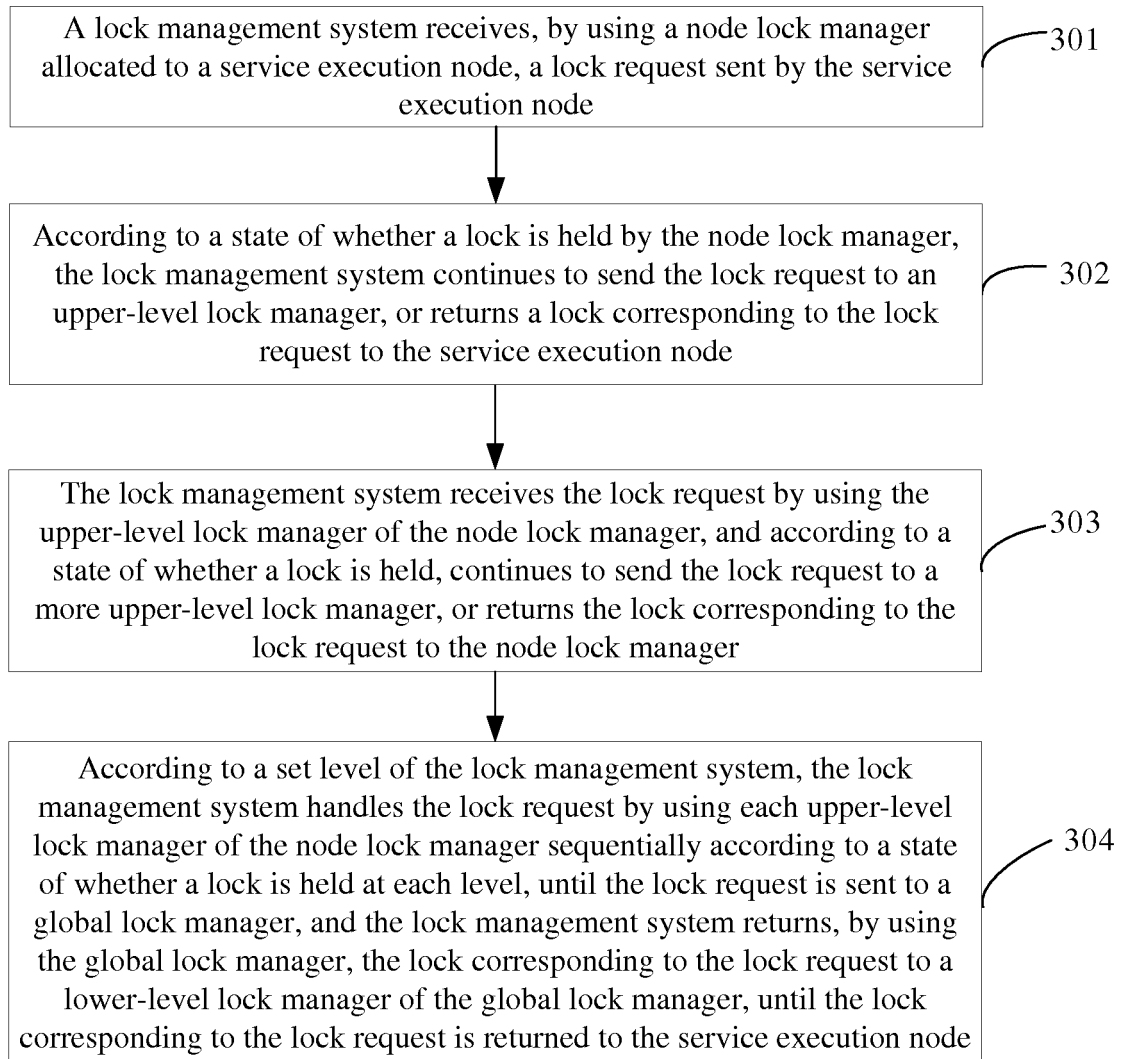 A lock management system receives, by using a node lock manager
allocated to a service execution node, a lock request sent by the service
execution node
301
According to a state of whether a lock is held by the node lock manager,
the lock management system continues to send the lock request to an
upper-level lock manager, or returns a lock corresponding to the lock
request to the service execution node
302
The lock management system receives the lock request by using the
upper-level lock manager of the node lock manager, and according to a
state of whether a lock is held, continues to send the lock request to a
more upper-level lock manager, or returns the lock corresponding to the
lock request to the node lock manager
303
According to a set level of the lock management system, the lock
management system handles the lock request by using each upper-level
lock manager of the node lock manager sequentially according to a state
of whether a lock is held at each level, until the lock request is sent to a
global lock manager, and the lock management system returns, by using
the global lock manager, the lock corresponding to the lock request to a
lower-level lock manager of the global lock manager, until the lock
corresponding to the lock request is returned to the service execution node
304